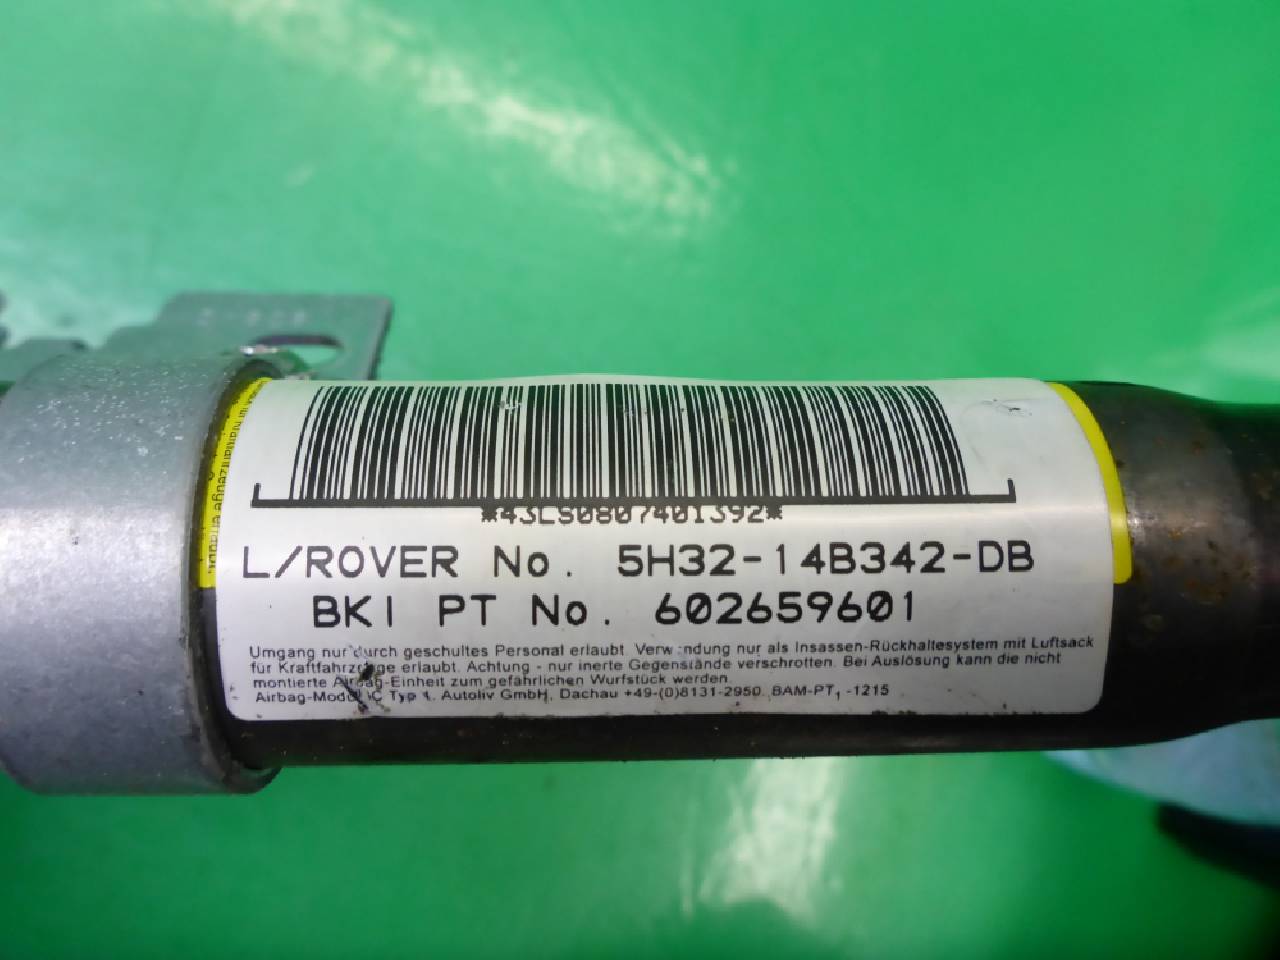 *43LS0807401392*
L/ROVER No. 5H32-14B342-DB
BKI PT No. 602659601
Umgang nur durch geschultes Personal erlaubt. Verwendung nur als Insassen-Rückhaltesystem mit Luftsack
für Kraftfahrzeuge erlaubt. Achtung - nur inerte Gegenstände verschrotten. Bei Auslösung kann die nicht
montierte Airbag-Einheit zum gefährlichen Wurfstück werden.
Airbag-Modul IC Typ 1. Autoliv GmbH, Dachau +49-(0)8131-2950. BAM-PT1 -1215